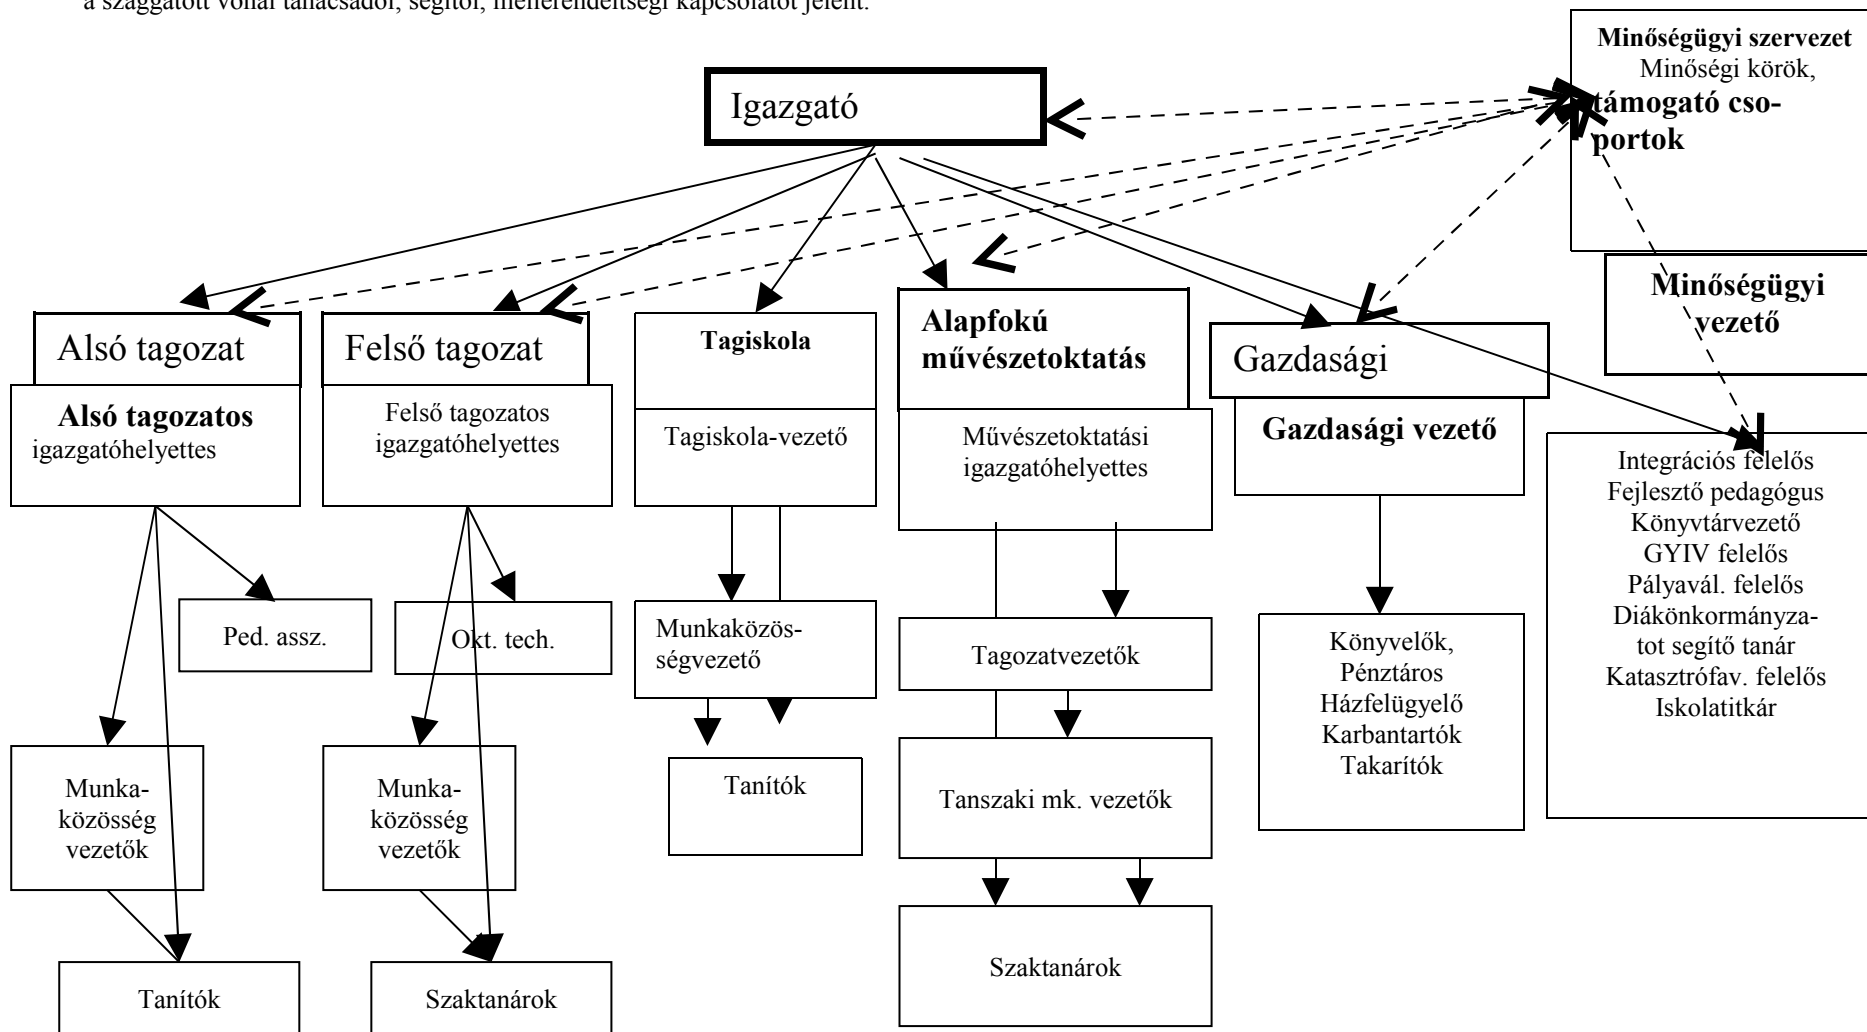 a szaggatott vonal tanácsadói, segítői, mellérendeltségi kapcsolatot jelent.
Minőségügyi szervezet
Minőségi körök,
támogató cso-
portok
Igazgató
Minőségügyi
vezető
Alsó tagozat
Alsó tagozatos
igazgatóhelyettes
Felső tagozat
Felső tagozatos
igazgatóhelyettes
Tagiskola
Tagiskola-vezető
Alapfokú
művészetoktatás
Művészetoktatási
igazgatóhelyettes
Gazdasági
Gazdasági vezető
Integrációs felelős
Fejlesztő pedagógus
Könyvtárvezető
GYIV felelős
Pályavál. felelős
Diákönkormányza-
tot segítő tanár
Katasztrófav. felelős
Iskolatitkár
Ped. assz.
Okt. tech.
Munkaközös-
ségvezető
Tagozatvezetők
Könyvelők,
Pénztáros
Házfelügyelő
Karbantartók
Takarítók
Munka-
közösség
vezetők
Munka-
közösség
vezetők
Tanítók
Tanszaki mk. vezetők
Tanítók
Szaktanárok
Szaktanárok